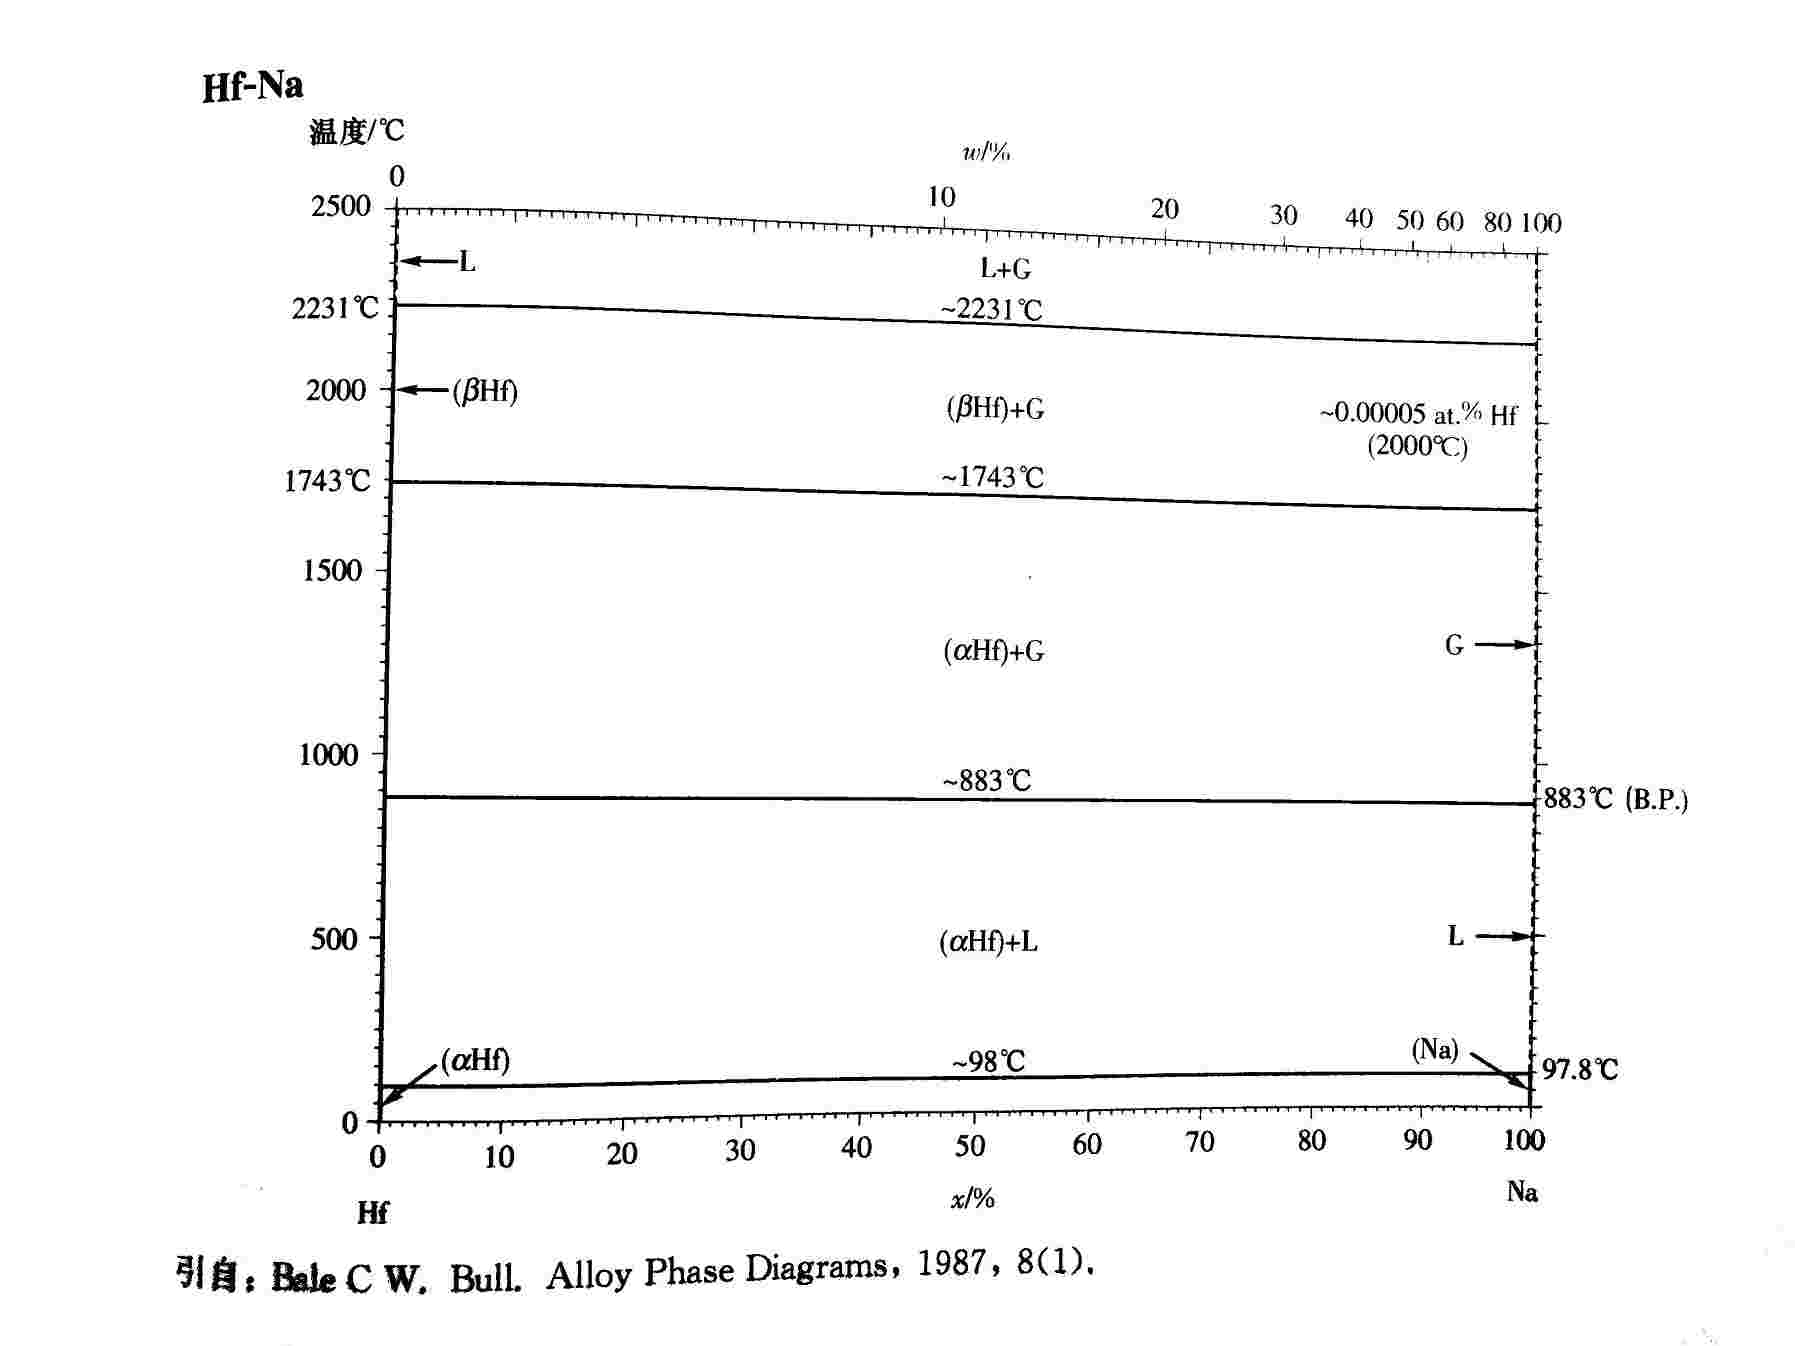 Hf-Na
温度/℃
w/%
0 10 20 30 40 50 60 80 100
2500
L
L+G
2231℃
~2231℃
2000
(βHf)
(βHf)+G
~0.00005 at.% Hf
(2000℃)
1743℃
~1743℃
1500
(αHf)+G
G
1000
~883℃
883℃ (B.P.)
500
(αHf)+L
L
(αHf)
~98℃
(Na)
97.8℃
0
0 10 20 30 40 50 60 70 80 90 100
Hf
x/%
Na
引自: Bale C W. Bull. Alloy Phase Diagrams, 1987, 8(1).